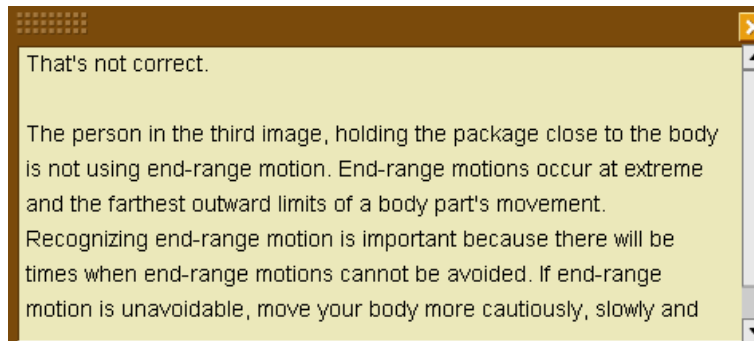 That's not correct.
The person in the third image, holding the package close to the body
is not using end-range motion. End-range motions occur at extreme
and the farthest outward limits of a body part's movement.
Recognizing end-range motion is important because there will be
times when end-range motions cannot be avoided. If end-range
motion is unavoidable, move your body more cautiously, slowly and